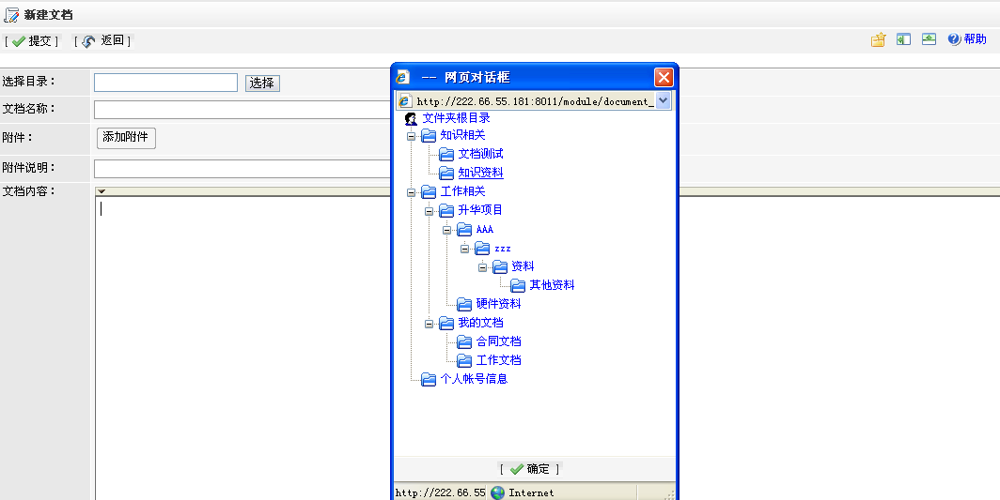 新建文档
[ 提交 ] [ 返回 ]
帮助
选择目录： 选择
文档名称：
附件： 添加附件
附件说明：
文档内容：
-- 网页对话框
http://222.66.55.181:8011/module/document_
文件夹根目录
知识相关
文档测试
知识资料
工作相关
升华项目
AAA
zzz
资料
其他资料
硬件资料
我的文档
合同文档
工作文档
个人帐号信息
[ 确定 ]
http://222.66.55 Internet